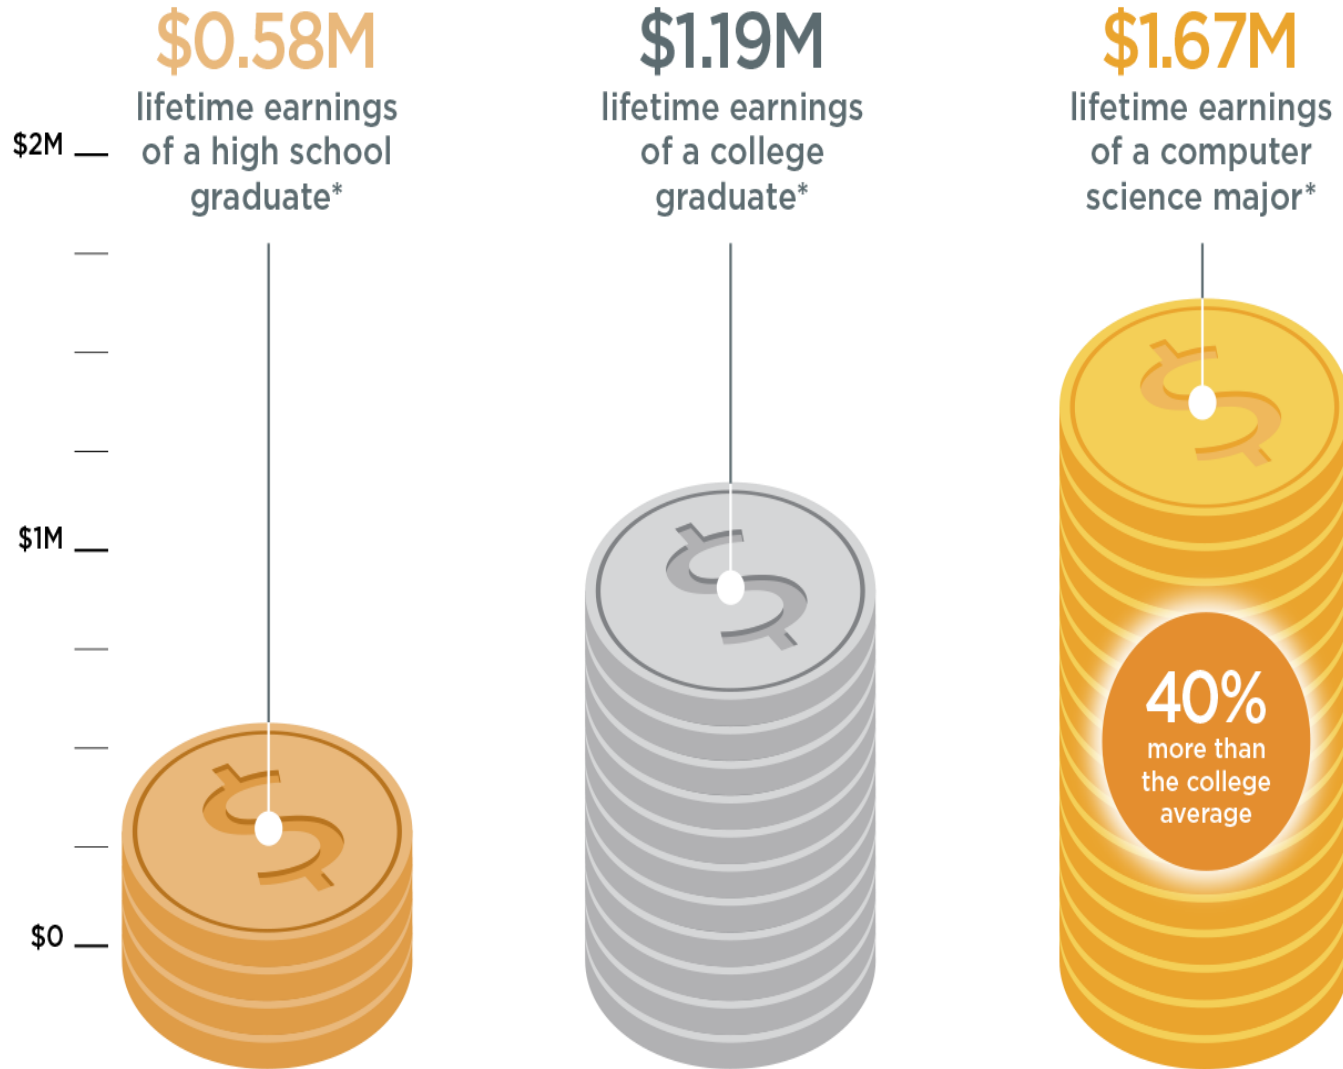 $0.58M
lifetime earnings
of a high school
graduate*
$1.19M
lifetime earnings
of a college
graduate*
$1.67M
lifetime earnings
of a computer
science major*
$2M
$1M
$0
40%
more than
the college
average